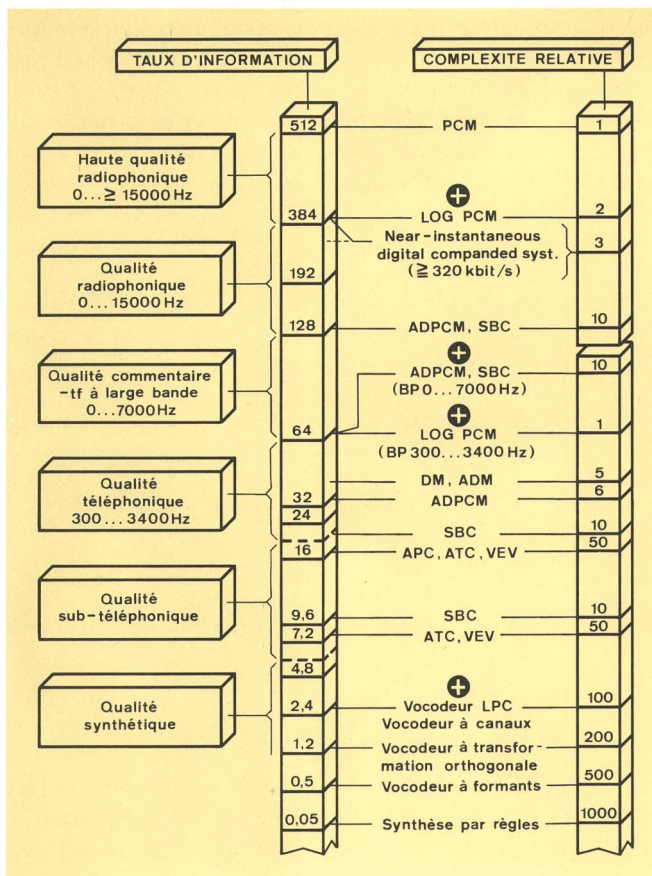 TAUX D'INFORMATION
COMPLEXITE RELATIVE
512
PCM
1
Haute qualité
radiophonique
0...≧ 15000 Hz
384
LOG PCM
2
Near-instantaneous
digital companded syst.
(≧ 320 kbit/s)
3
Qualité
radiophonique
0...15000 Hz
192
128
ADPCM, SBC
10
Qualité commentaire
-tf à large bande
0...7000Hz
ADPCM, SBC
(BP 0...7000 Hz)
10
64
LOG PCM
(BP 300...3400 Hz)
1
Qualité
téléphonique
300...3400Hz
DM, ADM
5
32
ADPCM
6
24
SBC
10
16
APC, ATC, VEV
50
Qualité
sub-téléphonique
9,6
SBC
10
7,2
ATC, VEV
50
4,8
Qualité
synthétique
2,4
Vocodeur LPC
Vocodeur à canaux
100
1,2
Vocodeur à transfor-
mation orthogonale
200
0,5
Vocodeur à formants
500
0,05
Synthèse par règles
1000